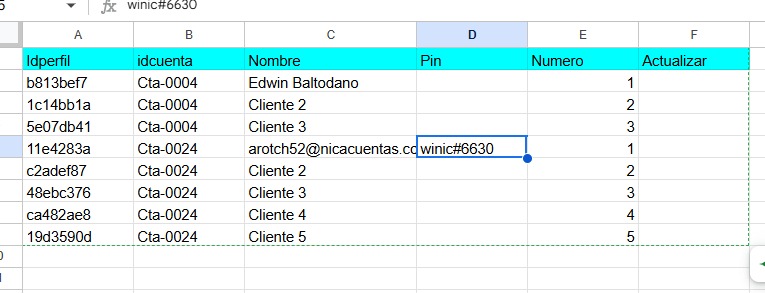 5 fx winic#6630
A B C D E F
Idperfil idcuenta Nombre Pin Numero Actualizar
b813bef7 Cta-0004 Edwin Baltodano 1
1c14bb1a Cta-0004 Cliente 2 2
5e07db41 Cta-0004 Cliente 3 3
11e4283a Cta-0024 arotch52@nicacuentas.co winic#6630 1
c2adef87 Cta-0024 Cliente 2 2
48ebc376 Cta-0024 Cliente 3 3
ca482ae8 Cta-0024 Cliente 4 4
19d3590d Cta-0024 Cliente 5 5
0
1